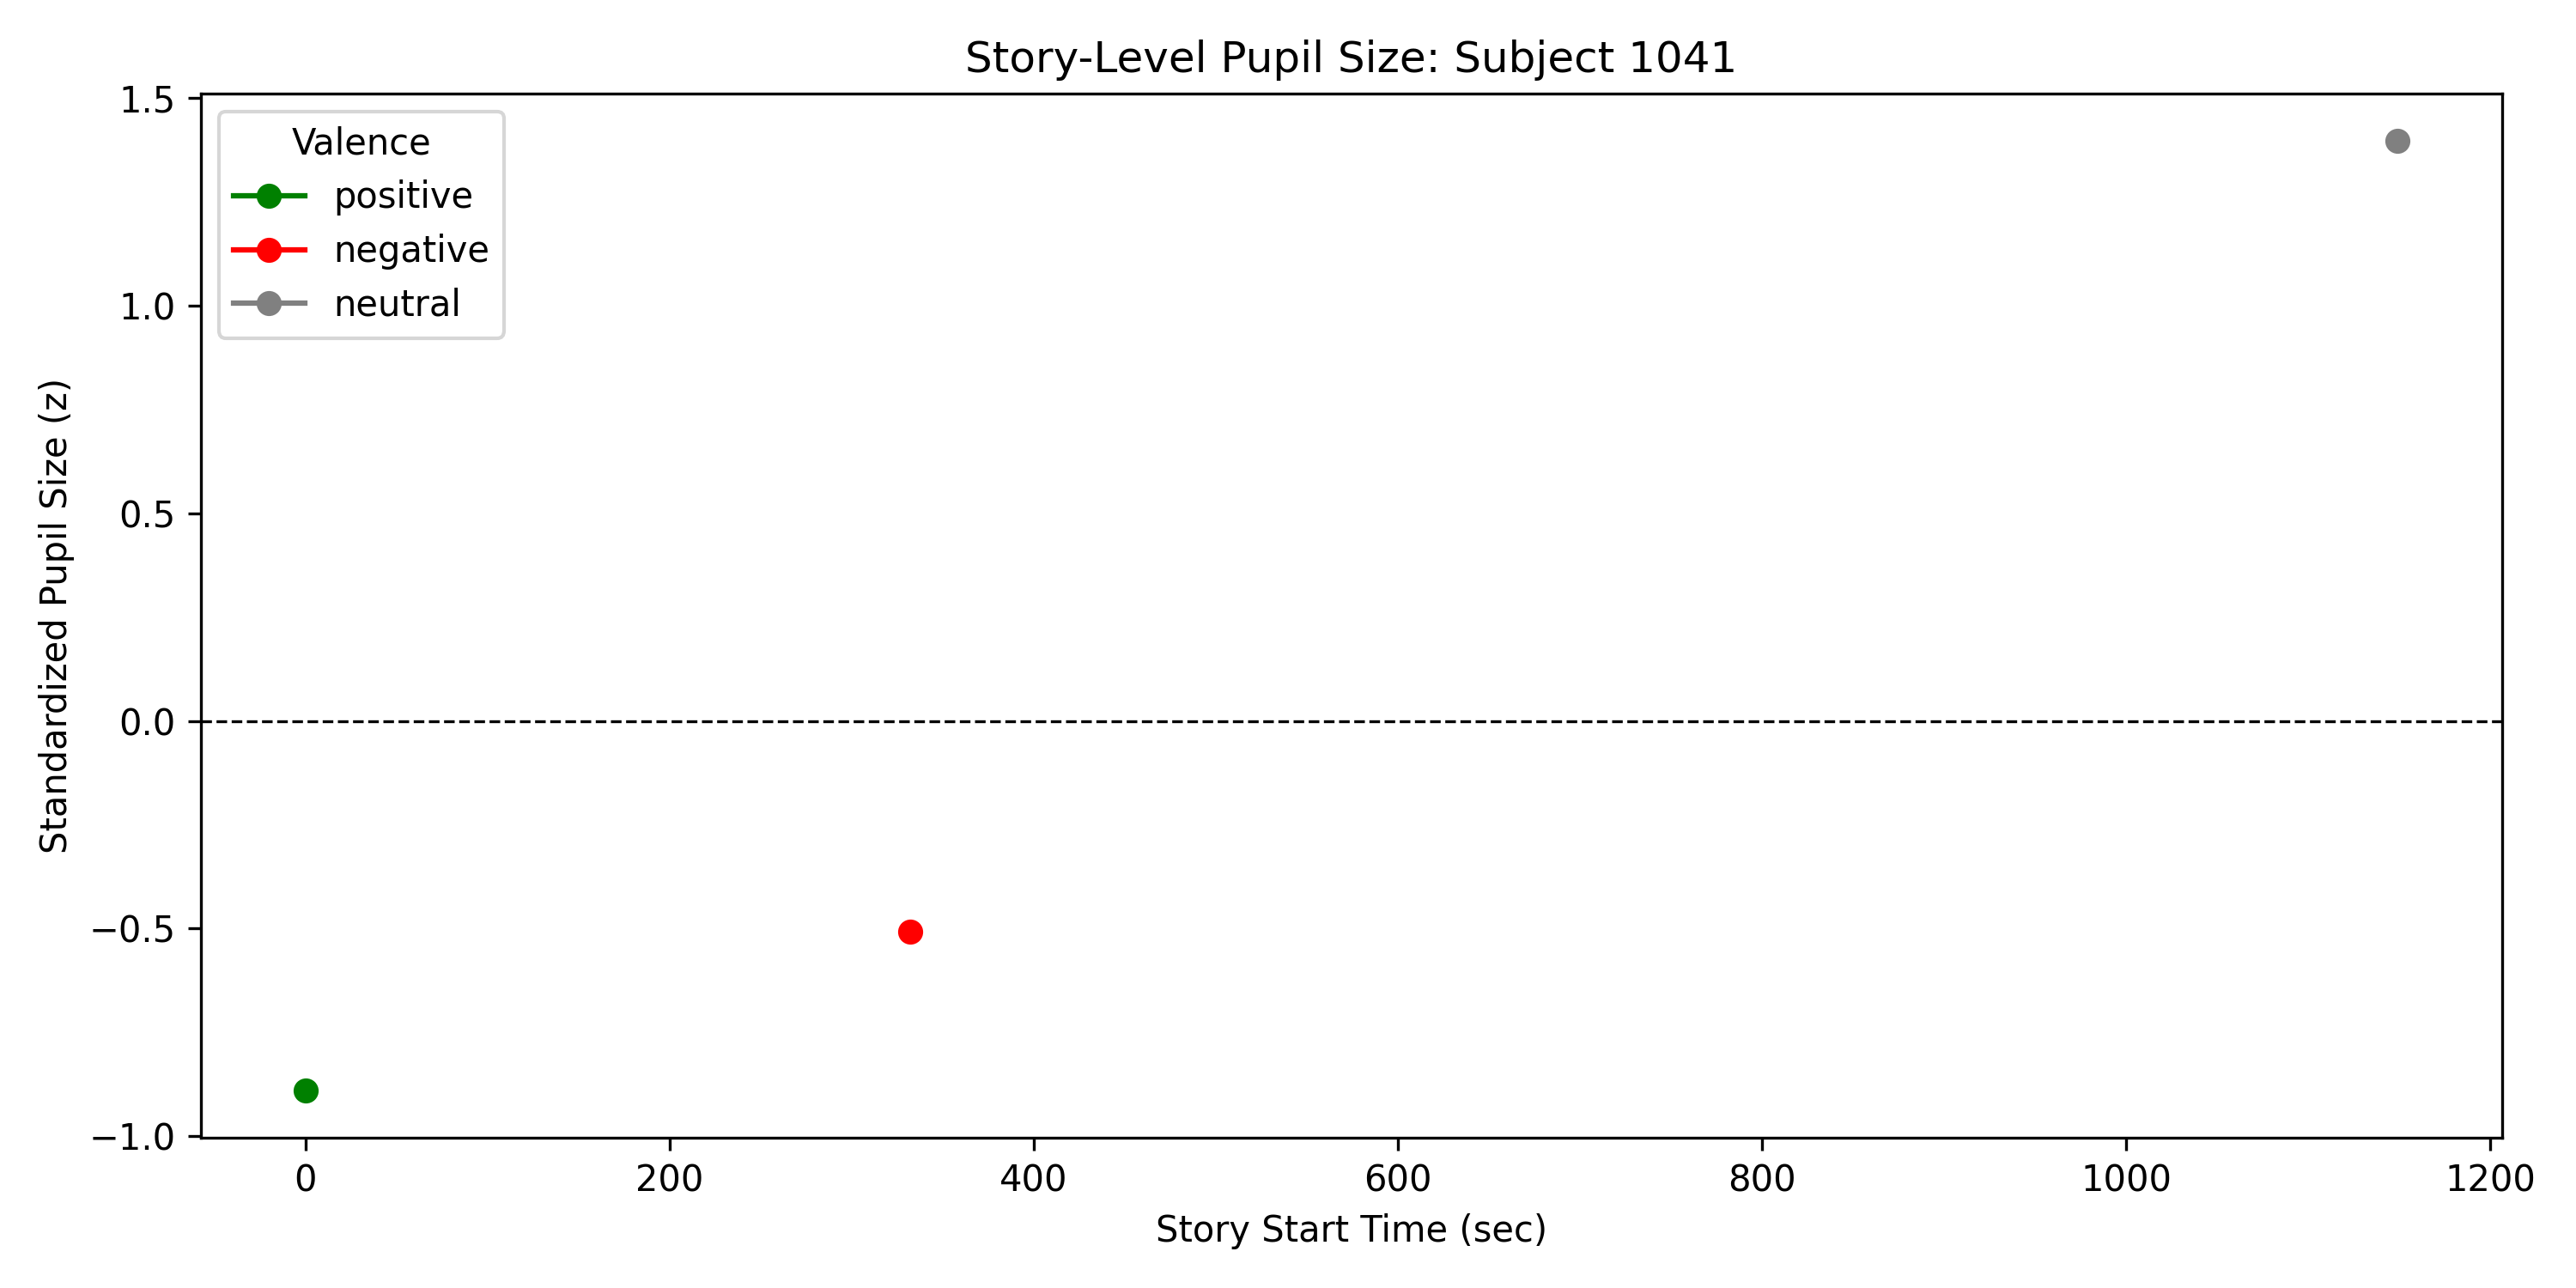 Story-Level Pupil Size: Subject 1041
Valence
positive
negative
neutral
Standardized Pupil Size (z)
1.5
1.0
0.5
0.0
−0.5
−1.0
0 200 400 600 800 1000 1200
Story Start Time (sec)